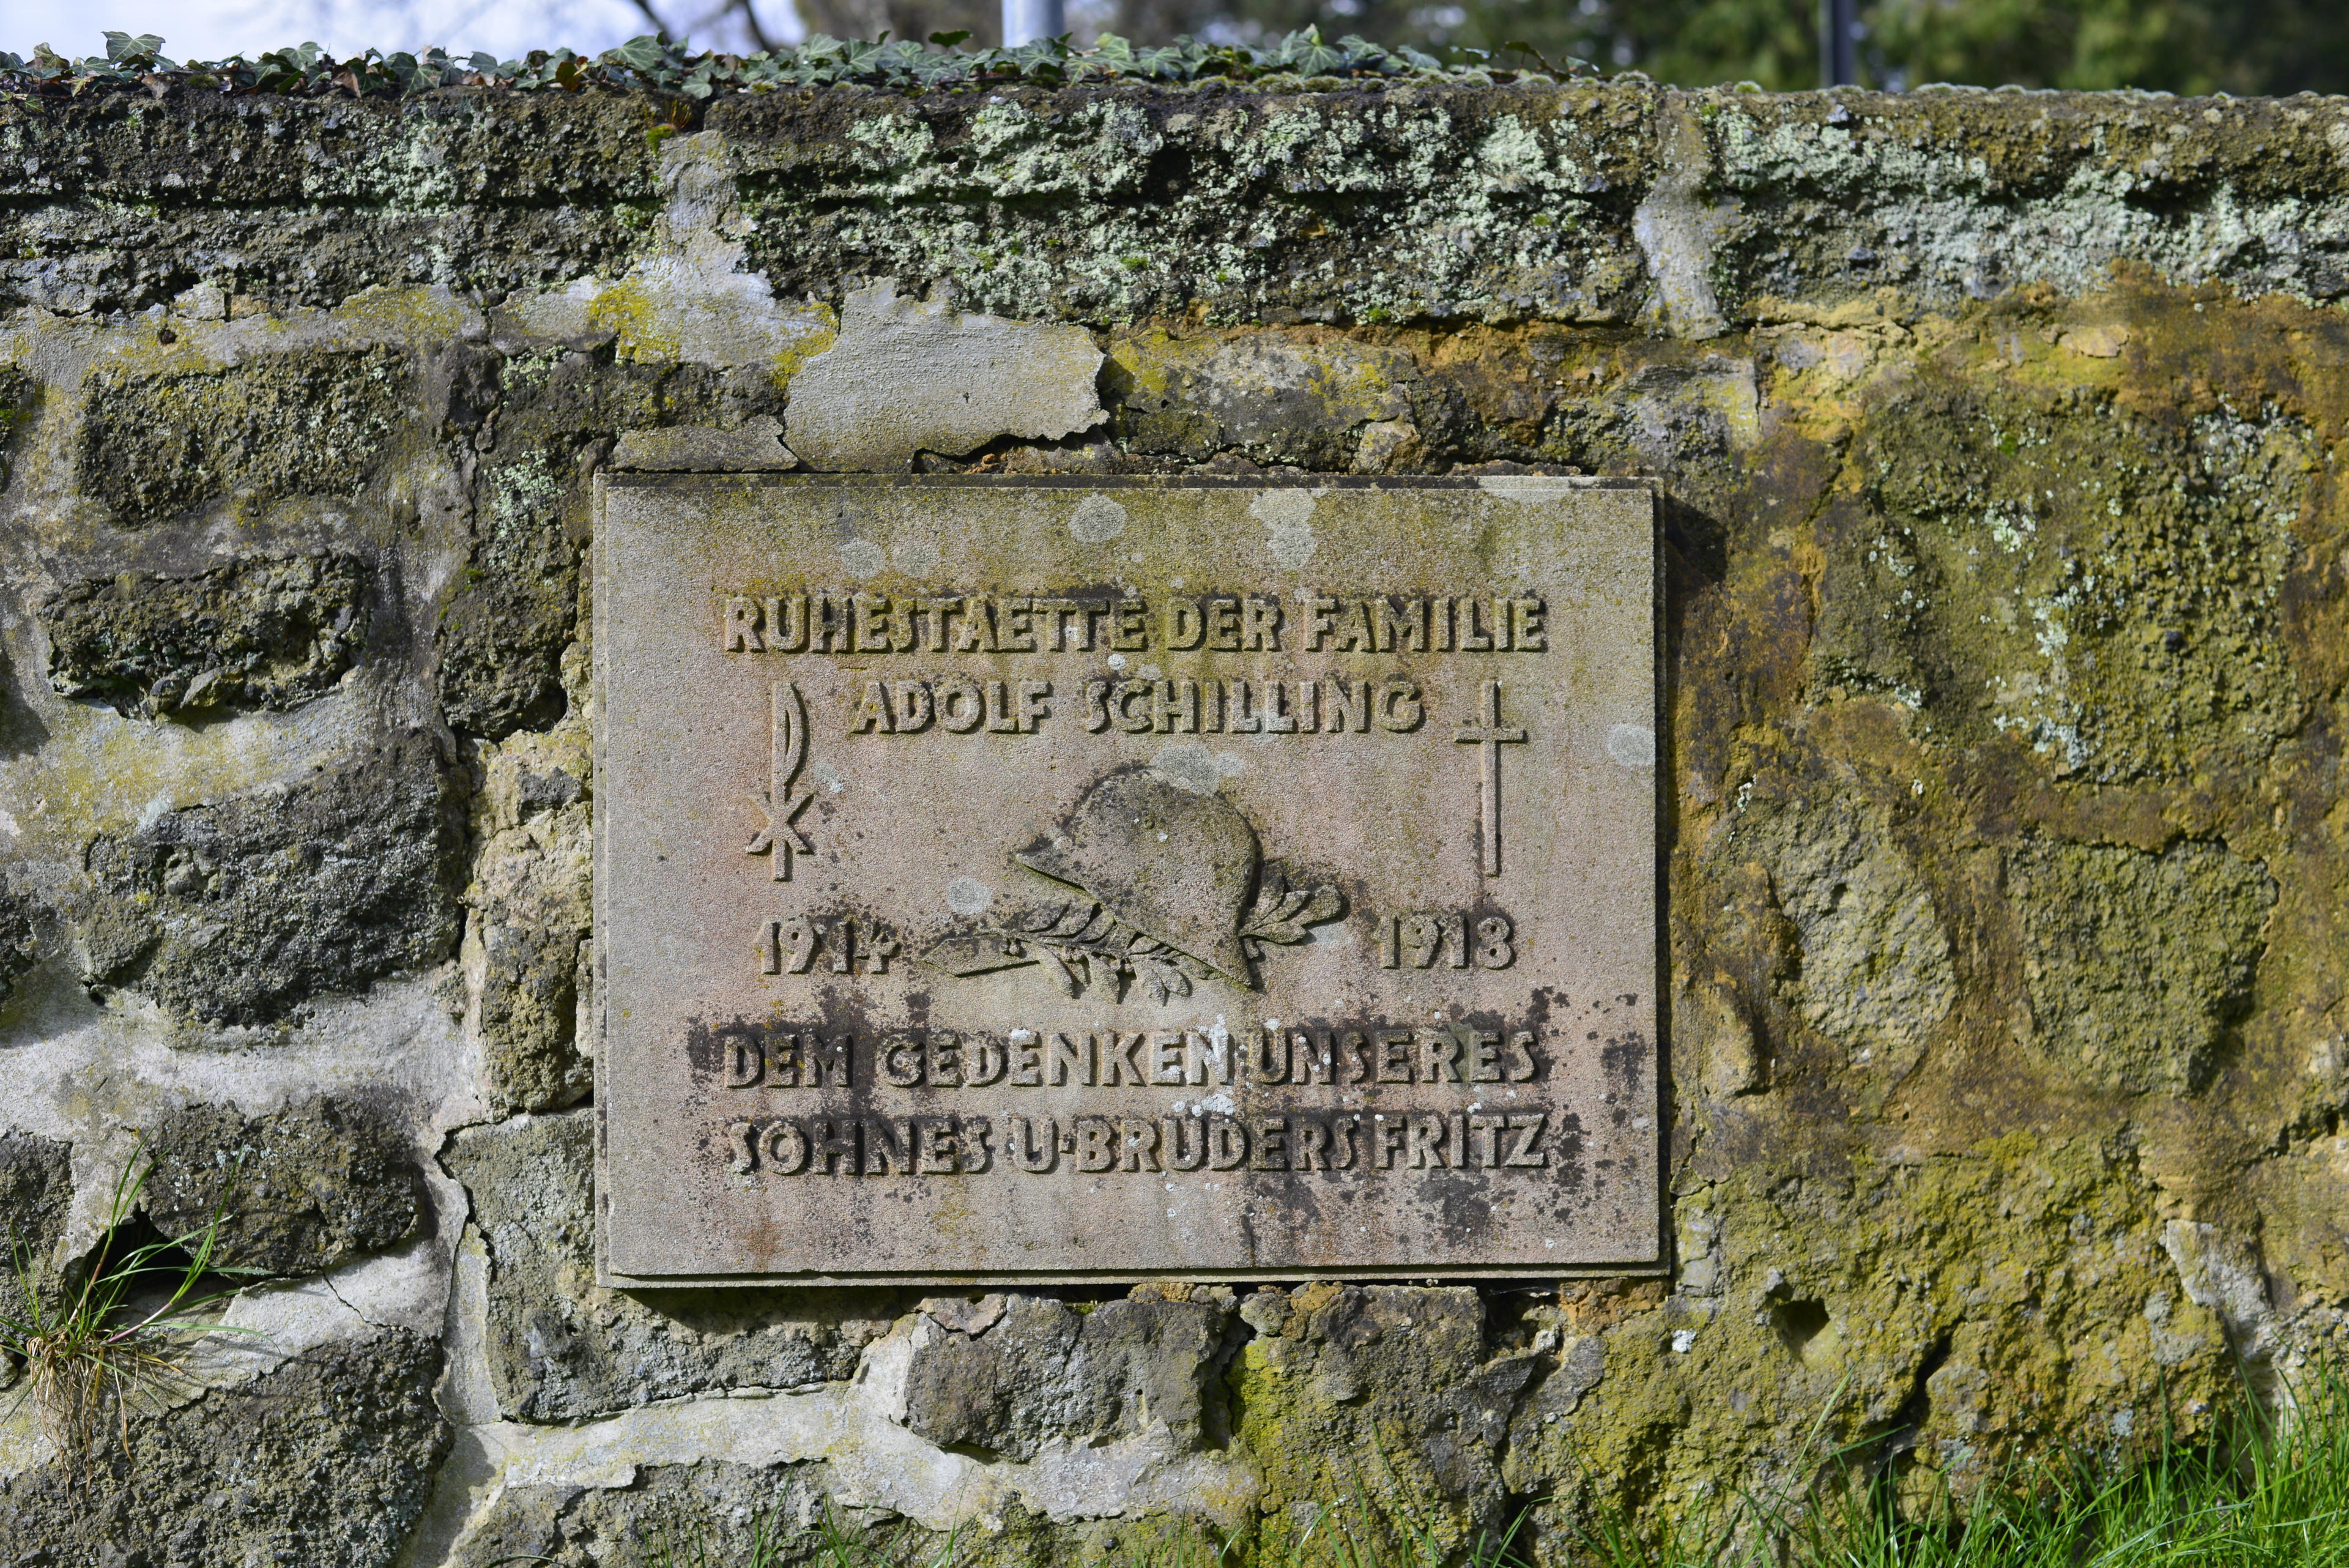 RUHESTAETTE DER FAMILIE
ADOLF SCHILLING
1914 1918
DEM GEDENKEN UNSERES
SOHNES U·BRUDERS FRITZ